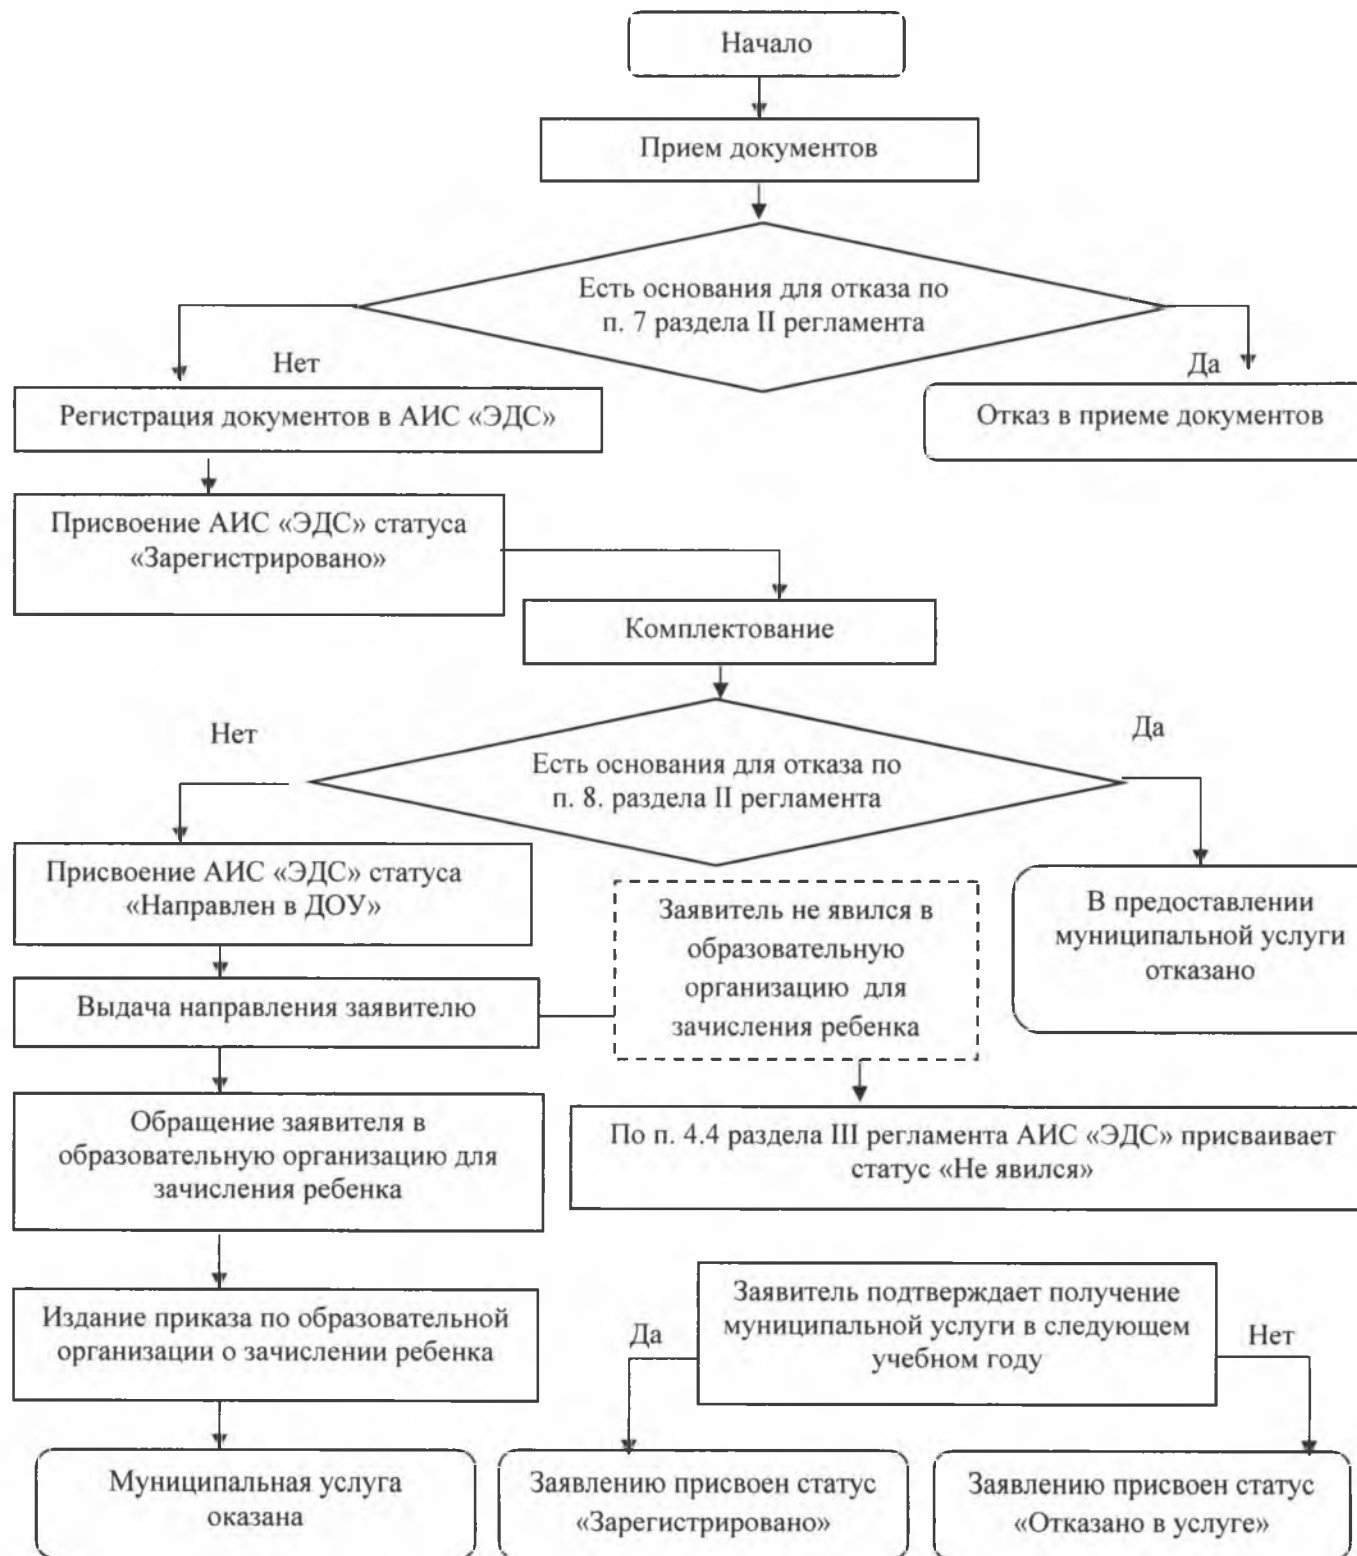 Начало
Прием документов
Есть основания для отказа по
п. 7 раздела II регламента
Нет
Да
Регистрация документов в АИС «ЭДС»
Отказ в приеме документов
Присвоение АИС «ЭДС» статуса
«Зарегистрировано»
Комплектование
Нет
Да
Есть основания для отказа по
п. 8. раздела II регламента
Присвоение АИС «ЭДС» статуса
«Направлен в ДОУ»
Заявитель не явился в
образовательную
организацию для
зачисления ребенка
В предоставлении
муниципальной услуги
отказано
Выдача направления заявителю
Обращение заявителя в
образовательную организацию для
зачисления ребенка
По п. 4.4 раздела III регламента АИС «ЭДС» присваивает
статус «Не явился»
Издание приказа по образовательной
организации о зачислении ребенка
Да
Заявитель подтверждает получение
муниципальной услуги в следующем
учебном году
Нет
Муниципальная услуга
оказана
Заявлению присвоен статус
«Зарегистрировано»
Заявлению присвоен статус
«Отказано в услуге»